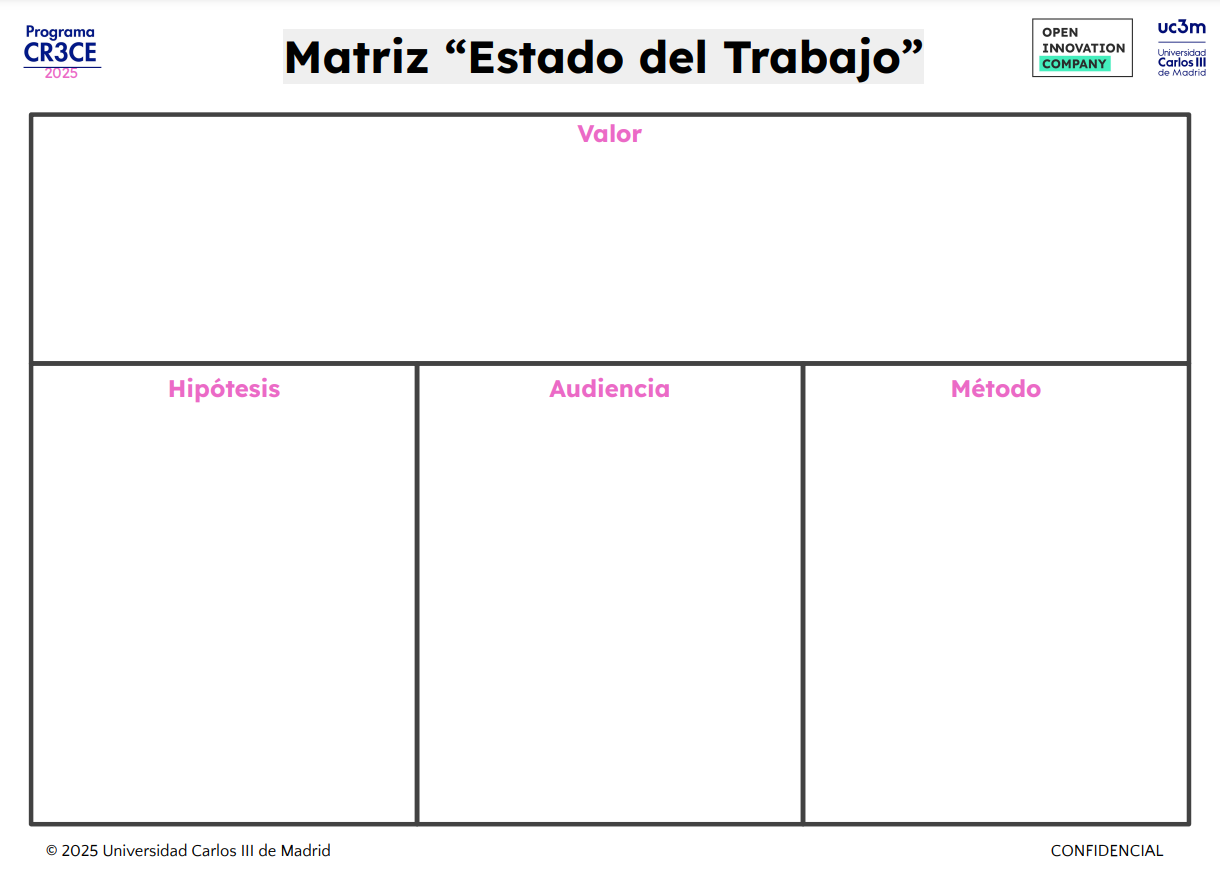 Programa
CR3CE
2025
Matriz “Estado del Trabajo”
OPEN
INNOVATION
COMPANY
uc3m
Universidad
Carlos III
de Madrid
Valor
Hipótesis
Audiencia
Método
© 2025 Universidad Carlos III de Madrid
CONFIDENCIAL